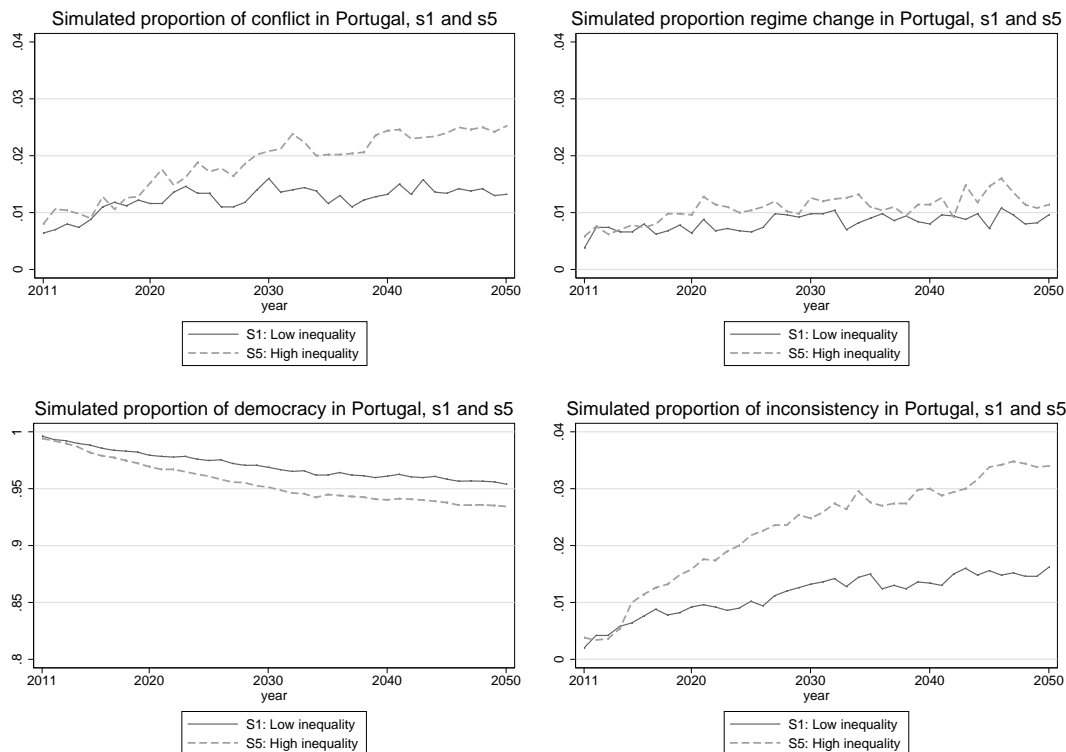 Simulated proportion of conflict in Portugal, s1 and s5
.04
.03
.02
.01
0
2011 2020 2030 2040 2050
year
S1: Low inequality
S5: High inequality
Simulated proportion regime change in Portugal, s1 and s5
.04
.03
.02
.01
0
2011 2020 2030 2040 2050
year
S1: Low inequality
S5: High inequality
Simulated proportion of democracy in Portugal, s1 and s5
1
.95
.9
.85
.8
2011 2020 2030 2040 2050
year
S1: Low inequality
S5: High inequality
Simulated proportion of inconsistency in Portugal, s1 and s5
.04
.03
.02
.01
0
2011 2020 2030 2040 2050
year
S1: Low inequality
S5: High inequality